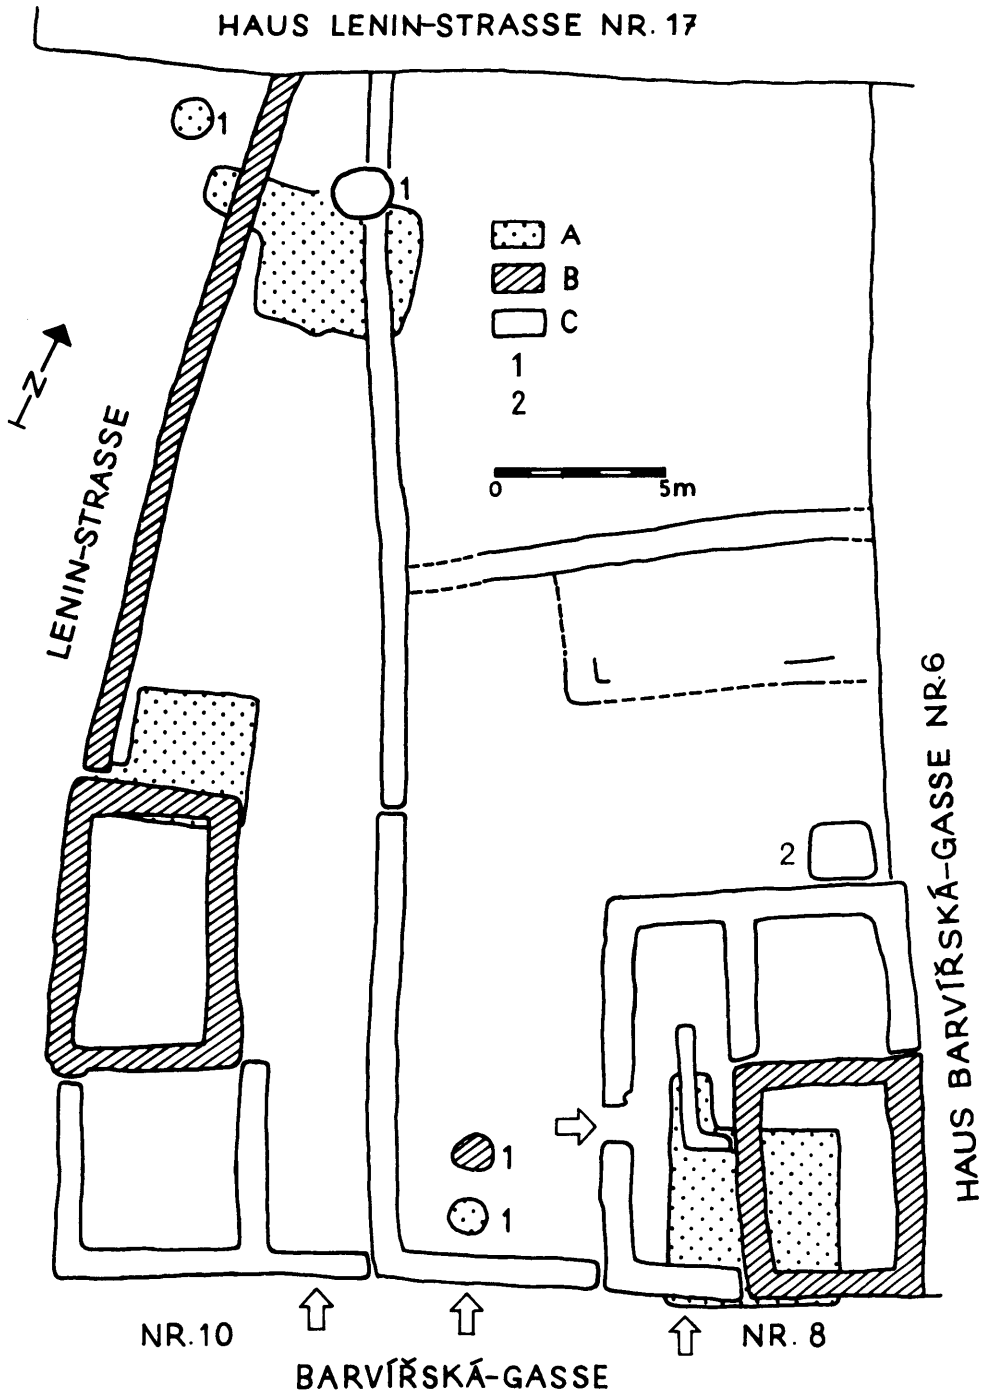 HAUS LENIN-STRASSE NR. 17
1
1
A
B
C
1
2
N
0 5m
LENIN-STRASSE
HAUS BARVÍŘSKÁ-GASSE NR.6
2
1
1
NR.10
NR. 8
BARVÍŘSKÁ-GASSE